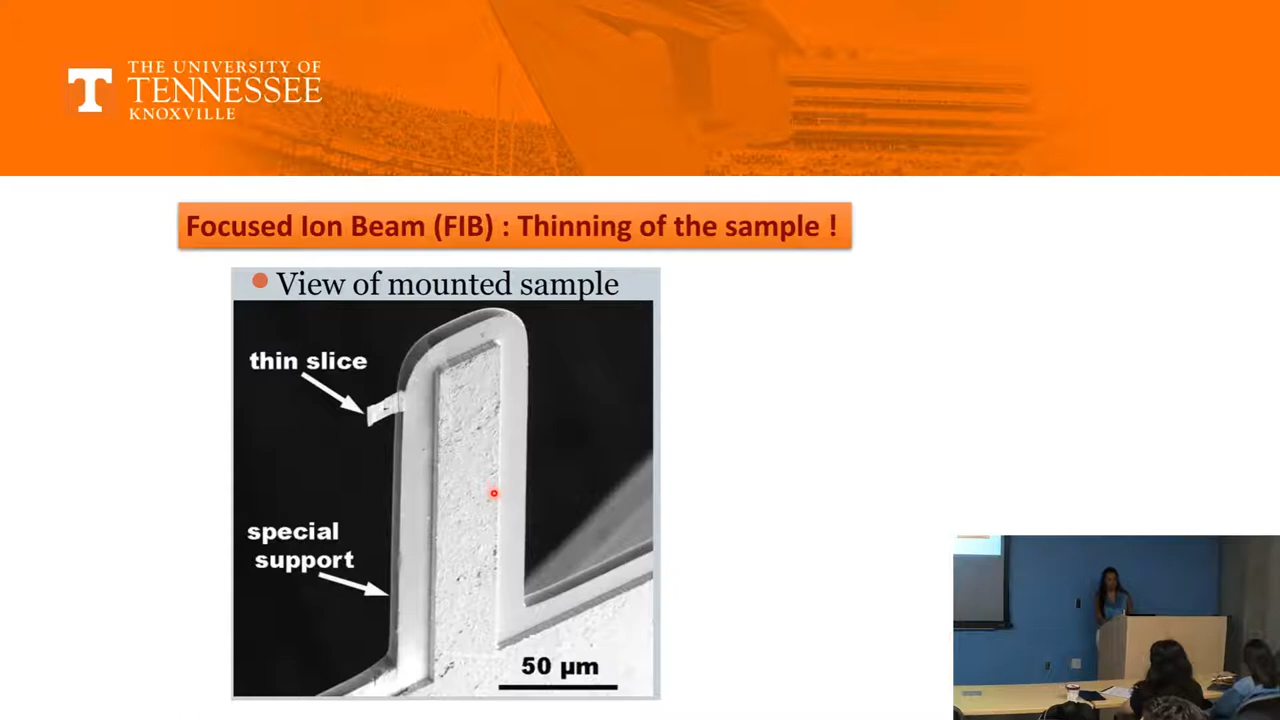 THE UNIVERSITY OF
TENNESSEE
KNOXVILLE
Focused Ion Beam (FIB) : Thinning of the sample !
View of mounted sample
thin slice
special
support
50 µm